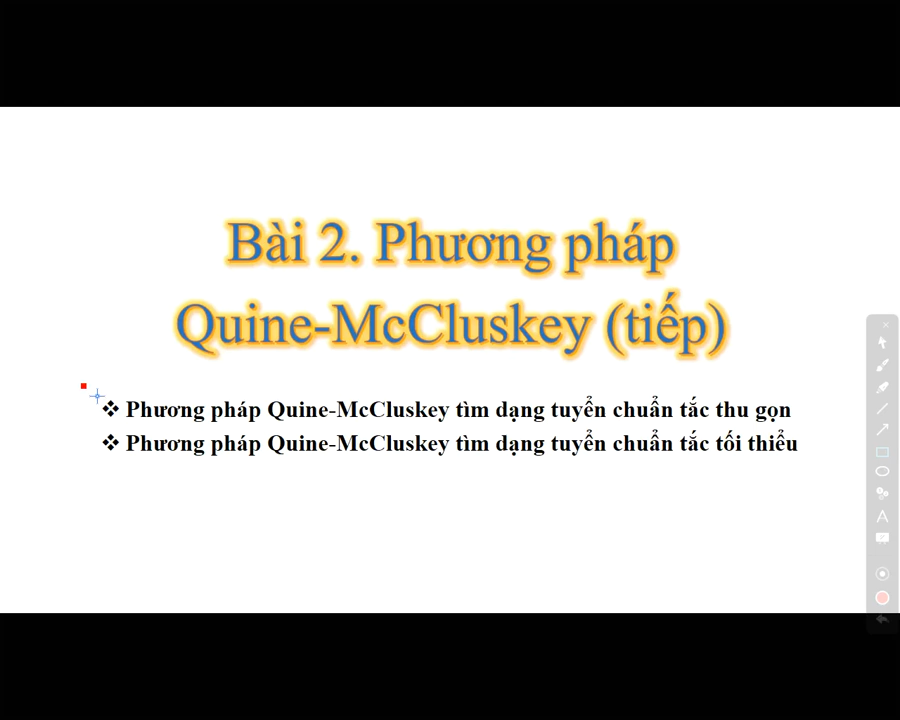 Bài 2. Phương pháp
Quine-McCluskey (tiếp)
❖ Phương pháp Quine-McCluskey tìm dạng tuyển chuẩn tắc thu gọn
❖ Phương pháp Quine-McCluskey tìm dạng tuyển chuẩn tắc tối thiểu